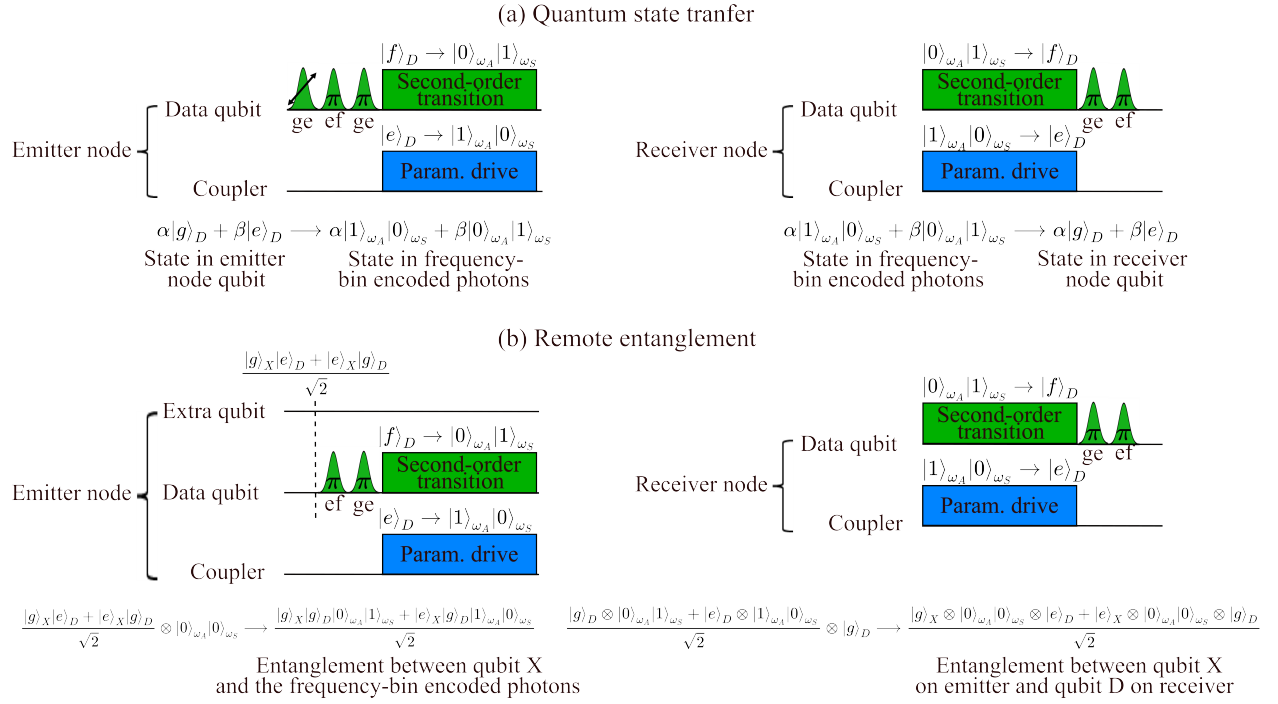 (a) Quantum state tranfer
|f⟩_D → |0⟩_{ω_A}|1⟩_{ω_S}
Second-order
transition
π π
ge ef ge
Data qubit
Emitter node
|e⟩_D → |1⟩_{ω_A}|0⟩_{ω_S}
Param. drive
Coupler
α|g⟩_D + β|e⟩_D ⟶ α|1⟩_{ω_A}|0⟩_{ω_S} + β|0⟩_{ω_A}|1⟩_{ω_S}
State in emitter
node qubit
State in frequency-
bin encoded photons
|0⟩_{ω_A}|1⟩_{ω_S} → |f⟩_D
Second-order
transition
π π
ge ef
Data qubit
Receiver node
|1⟩_{ω_A}|0⟩_{ω_S} → |e⟩_D
Param. drive
Coupler
α|1⟩_{ω_A}|0⟩_{ω_S} + β|0⟩_{ω_A}|1⟩_{ω_S} ⟶ α|g⟩_D + β|e⟩_D
State in frequency-
bin encoded photons
State in receiver
node qubit
(b) Remote entanglement
\frac{|g⟩_X|e⟩_D + |e⟩_X|g⟩_D}{√2}
Extra qubit
|f⟩_D → |0⟩_{ω_A}|1⟩_{ω_S}
Second-order
transition
π π
ef ge
Data qubit
Emitter node
|e⟩_D → |1⟩_{ω_A}|0⟩_{ω_S}
Param. drive
Coupler
\frac{|g⟩_X|e⟩_D + |e⟩_X|g⟩_D}{√2} ⊗ |0⟩_{ω_A}|0⟩_{ω_S} ⟶ \frac{|g⟩_X|g⟩_D|0⟩_{ω_A}|1⟩_{ω_S} + |e⟩_X|g⟩_D|1⟩_{ω_A}|0⟩_{ω_S}}{√2}
Entanglement between qubit X
and the frequency-bin encoded photons
|0⟩_{ω_A}|1⟩_{ω_S} → |f⟩_D
Second-order
transition
π π
ge ef
Data qubit
Receiver node
|1⟩_{ω_A}|0⟩_{ω_S} → |e⟩_D
Param. drive
Coupler
\frac{|g⟩_D ⊗ |0⟩_{ω_A}|1⟩_{ω_S} + |e⟩_D ⊗ |1⟩_{ω_A}|0⟩_{ω_S}}{√2} ⊗ |g⟩_D ⟶ \frac{|g⟩_X ⊗ |0⟩_{ω_A}|0⟩_{ω_S} ⊗ |e⟩_D + |e⟩_X ⊗ |0⟩_{ω_A}|0⟩_{ω_S} ⊗ |g⟩_D}{√2}
Entanglement between qubit X
on emitter and qubit D on receiver